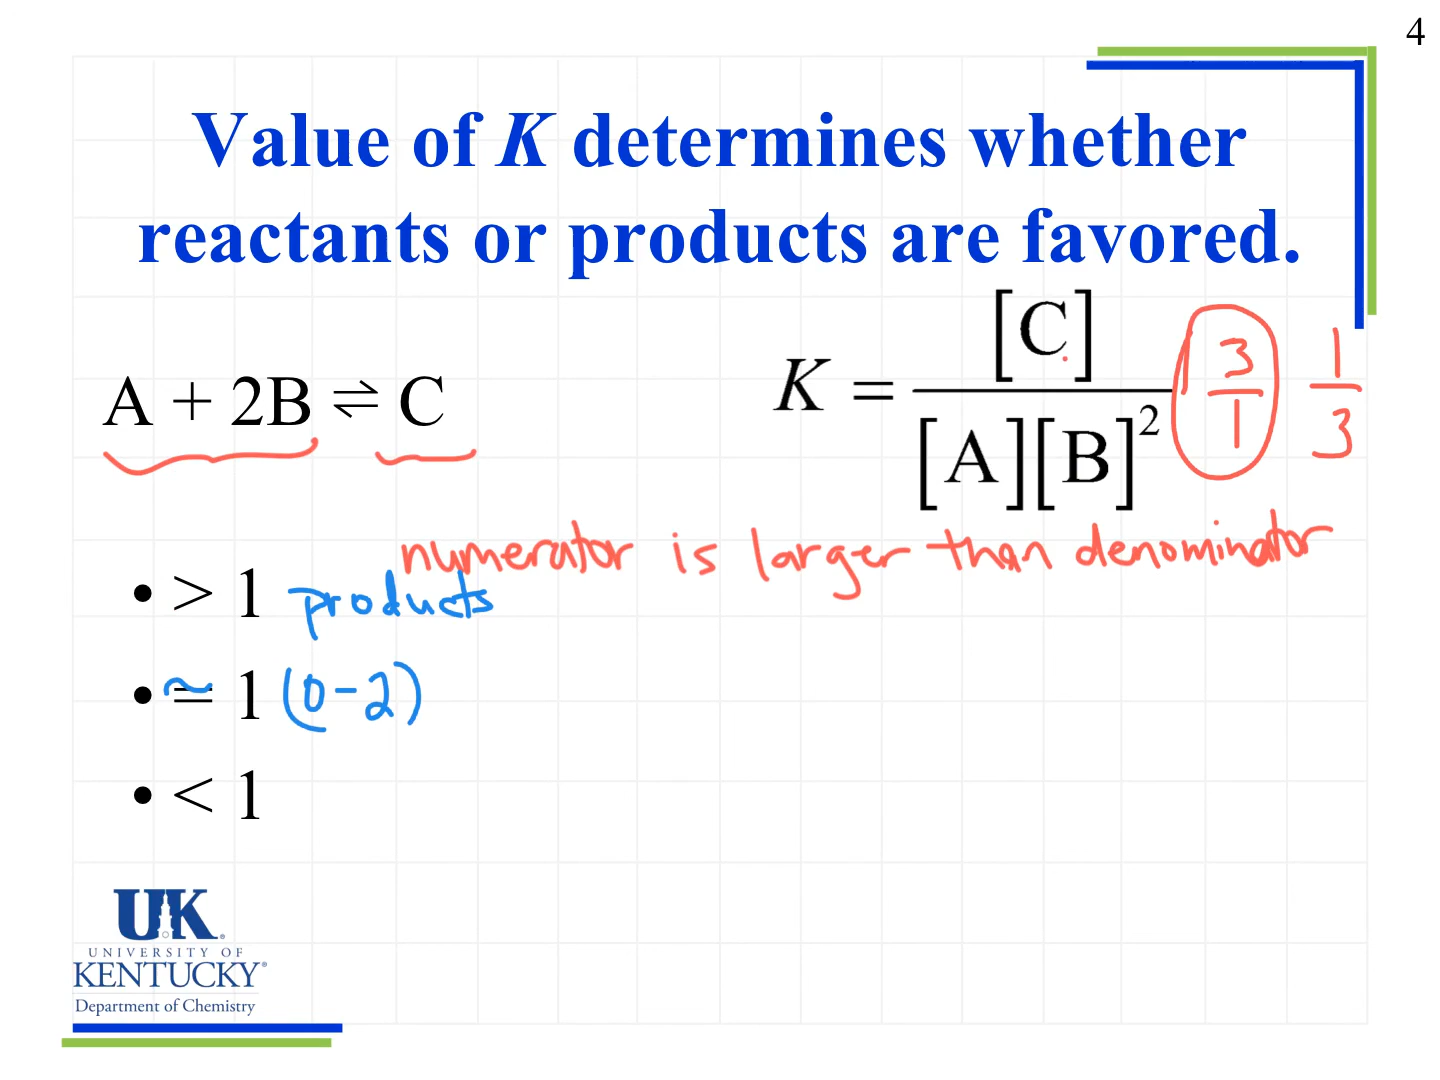 4
Value of K determines whether
reactants or products are favored.
A + 2B ⇌ C
K = [C] / [A][B]²
3/1
1/3
numerator is larger than denominator
• > 1 products
• ≃ 1 (0-2)
• < 1
UK
UNIVERSITY OF
KENTUCKY®
Department of Chemistry